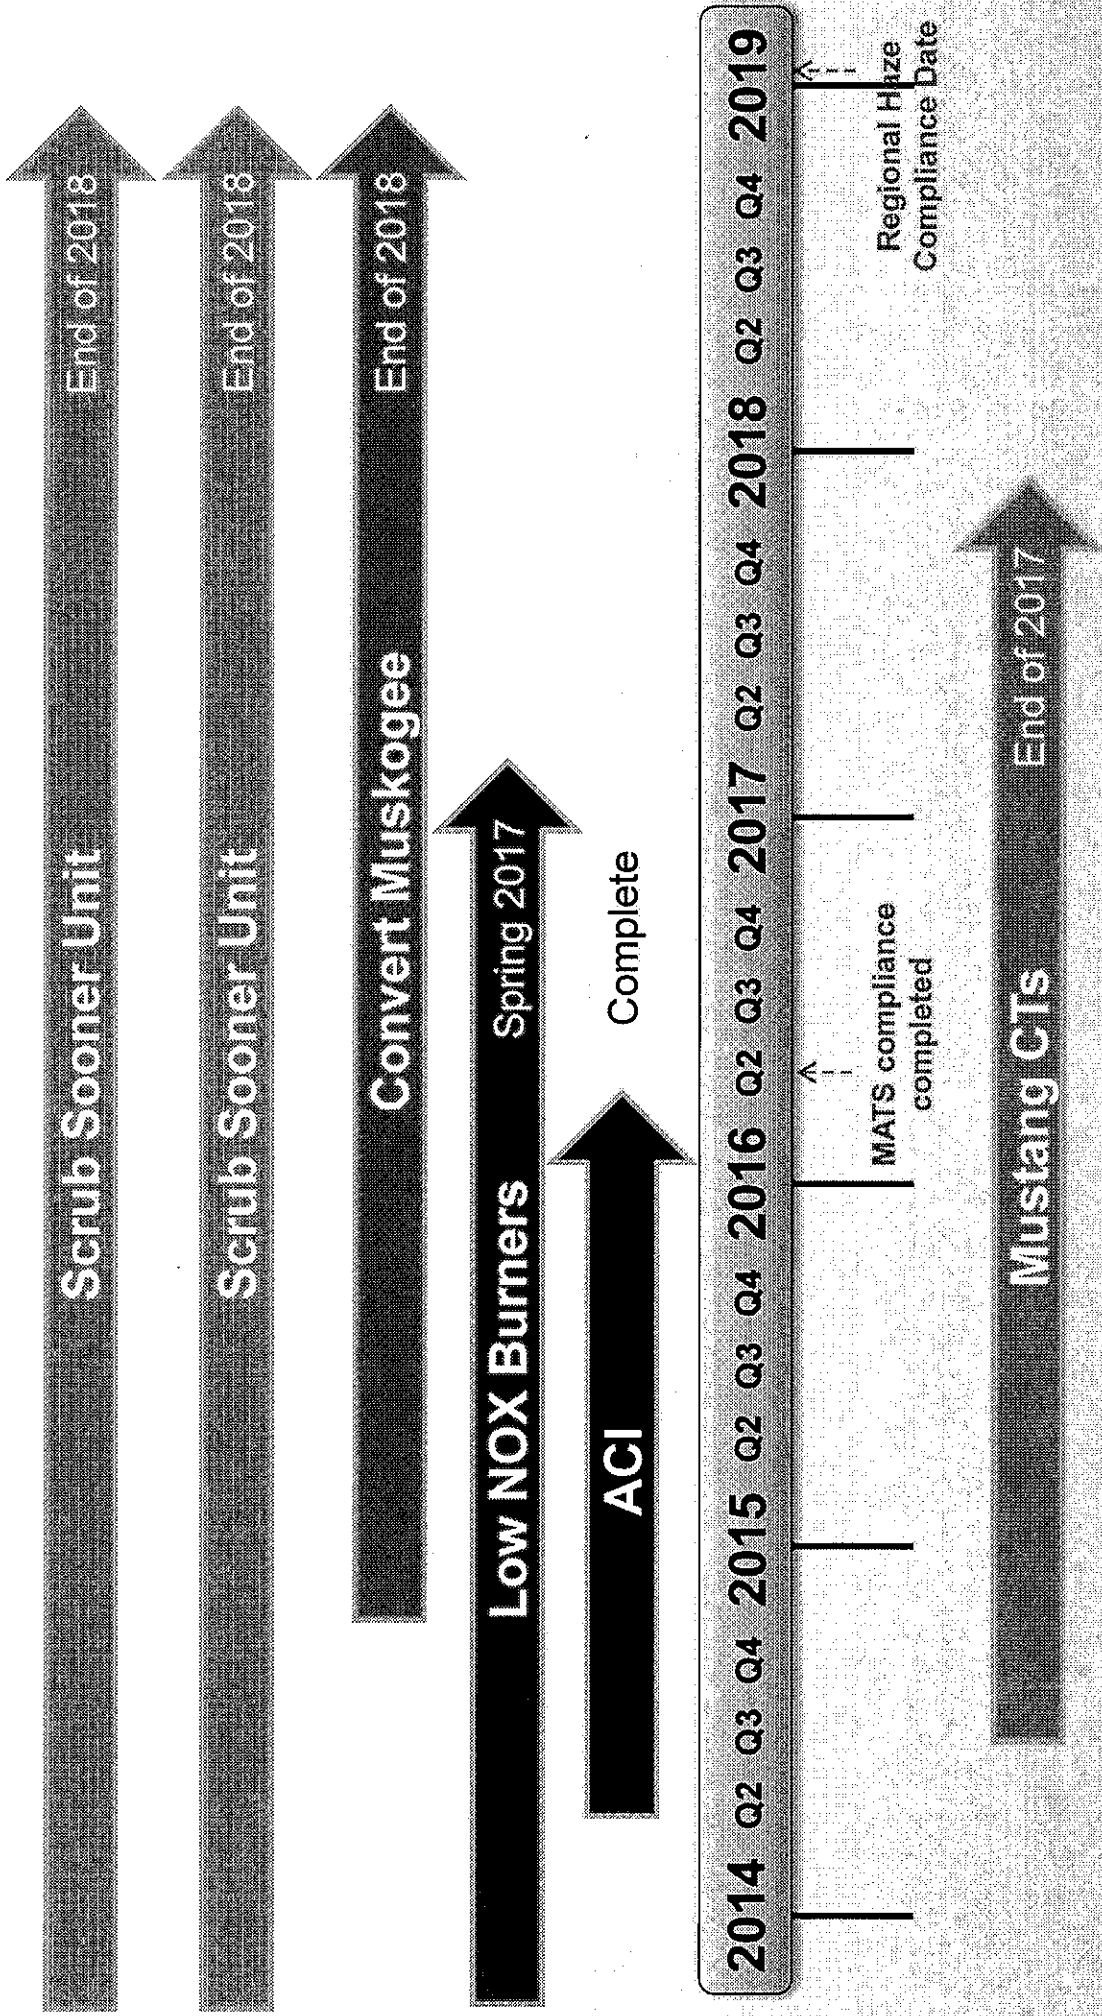 Scrub Sooner Unit End of 2018
Scrub Sooner Unit End of 2018
Convert Muskogee End of 2018
Low NOX Burners Spring 2017
ACI Complete
2014 Q2 Q3 Q4 2015 Q2 Q3 Q4 2016 Q2 Q3 Q4 2017 Q2 Q3 Q4 2018 Q2 Q3 Q4 2019
MATS compliance
completed
Regional Haze
Compliance Date
Mustang CTs End of 2017